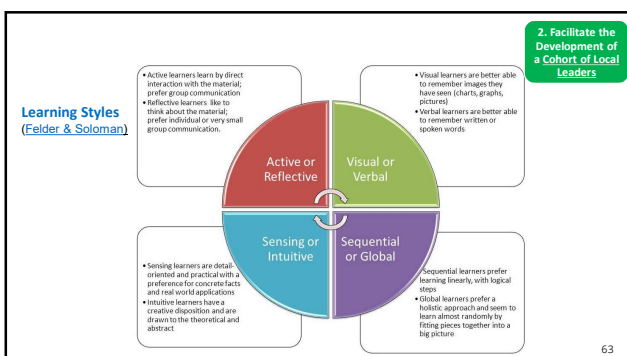 2. Facilitate the
Development of
a Cohort of Local
Leaders
Learning Styles
(Felder & Soloman)
• Active learners learn by direct
interaction with the material;
prefer group communication
• Reflective learners like to
think about the material;
prefer individual or very small
group communication.
• Visual learners are better able
to remember images they
have seen (charts, graphs,
pictures)
• Verbal learners are better able
to remember written or
spoken words
Active or
Reflective
Visual or
Verbal
Sensing or
Intuitive
Sequential
or Global
• Sensing learners are detail-
oriented and practical with a
preference for concrete facts
and real world applications
• Intuitive learners have a
creative disposition and are
drawn to the theoretical and
abstract
Sequential learners prefer
learning linearly, with logical
steps
• Global learners prefer a
holistic approach and seem to
learn almost randomly by
fitting pieces together into a
big picture
63